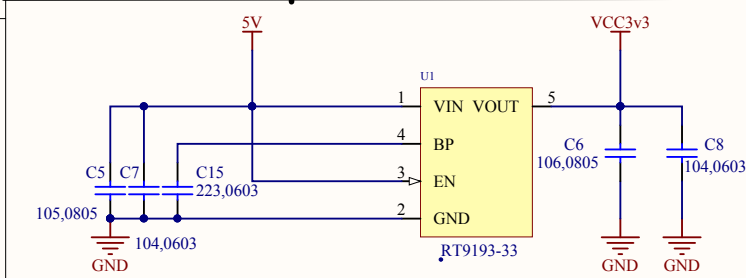 5V
VCC3v3
U1
1
VIN
VOUT
5
4
BP
C5
C7
C15
223,0603
3
EN
C6
106,0805
C8
104,0603
105,0805
2
GND
104,0603
GND
RT9193-33
GND
GND